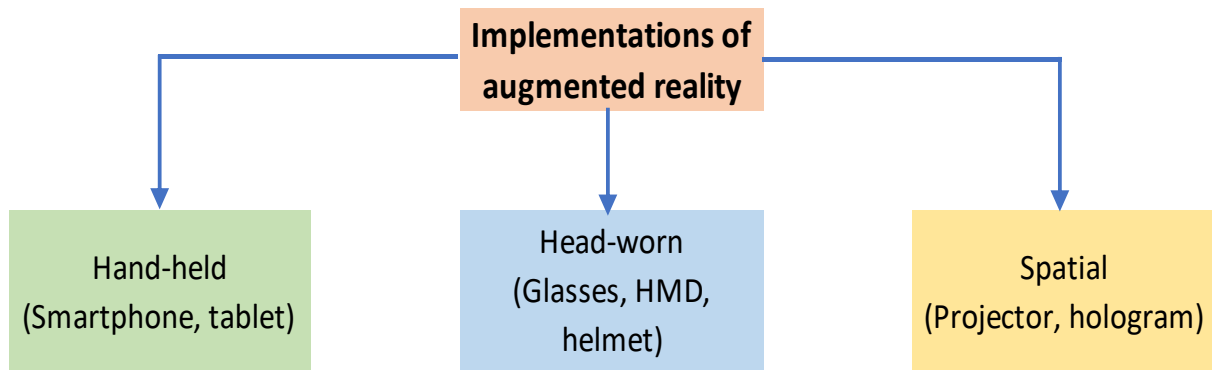 Implementations of
augmented reality
Hand-held
(Smartphone, tablet)
Head-worn
(Glasses, HMD,
helmet)
Spatial
(Projector, hologram)